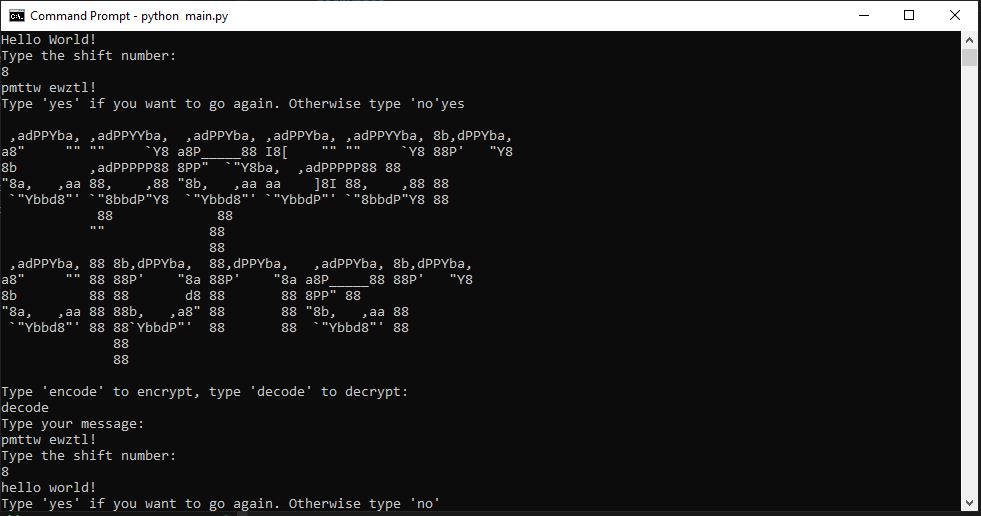 Command Prompt - python  main.py
Hello World!
Type the shift number:
8
pmttw ewztl!
Type 'yes' if you want to go again. Otherwise type 'no'yes
 ,adPPYba, ,adPPYYba,  ,adPPYba, ,adPPYba, ,adPPYYba, 8b,dPPYba,
a8"     "" ""     `Y8 a8P_____88 I8[    "" ""     `Y8 88P'   "Y8
8b         ,adPPPPP88 8PP"  `"Y8ba,  ,adPPPPP88 88
"8a,   ,aa 88,    ,88 "8b,   ,aa aa    ]8I 88,    ,88 88
 `"Ybbd8"' `"8bbdP"Y8  `"Ybbd8"' `"YbbdP"' `"8bbdP"Y8 88
            88             88
           ""             88
                          88
 ,adPPYba, 88 8b,dPPYba,  88,dPPYba,   ,adPPYba, 8b,dPPYba,
a8"     "" 88 88P'    "8a 88P'    "8a a8P_____88 88P'   "Y8
8b         88 88       d8 88       88 8PP" 88
"8a,   ,aa 88 88b,   ,a8" 88       88 "8b,   ,aa 88
 `"Ybbd8"' 88 88`YbbdP"'  88       88  `"Ybbd8"' 88
              88
              88
Type 'encode' to encrypt, type 'decode' to decrypt:
decode
Type your message:
pmttw ewztl!
Type the shift number:
8
hello world!
Type 'yes' if you want to go again. Otherwise type 'no'